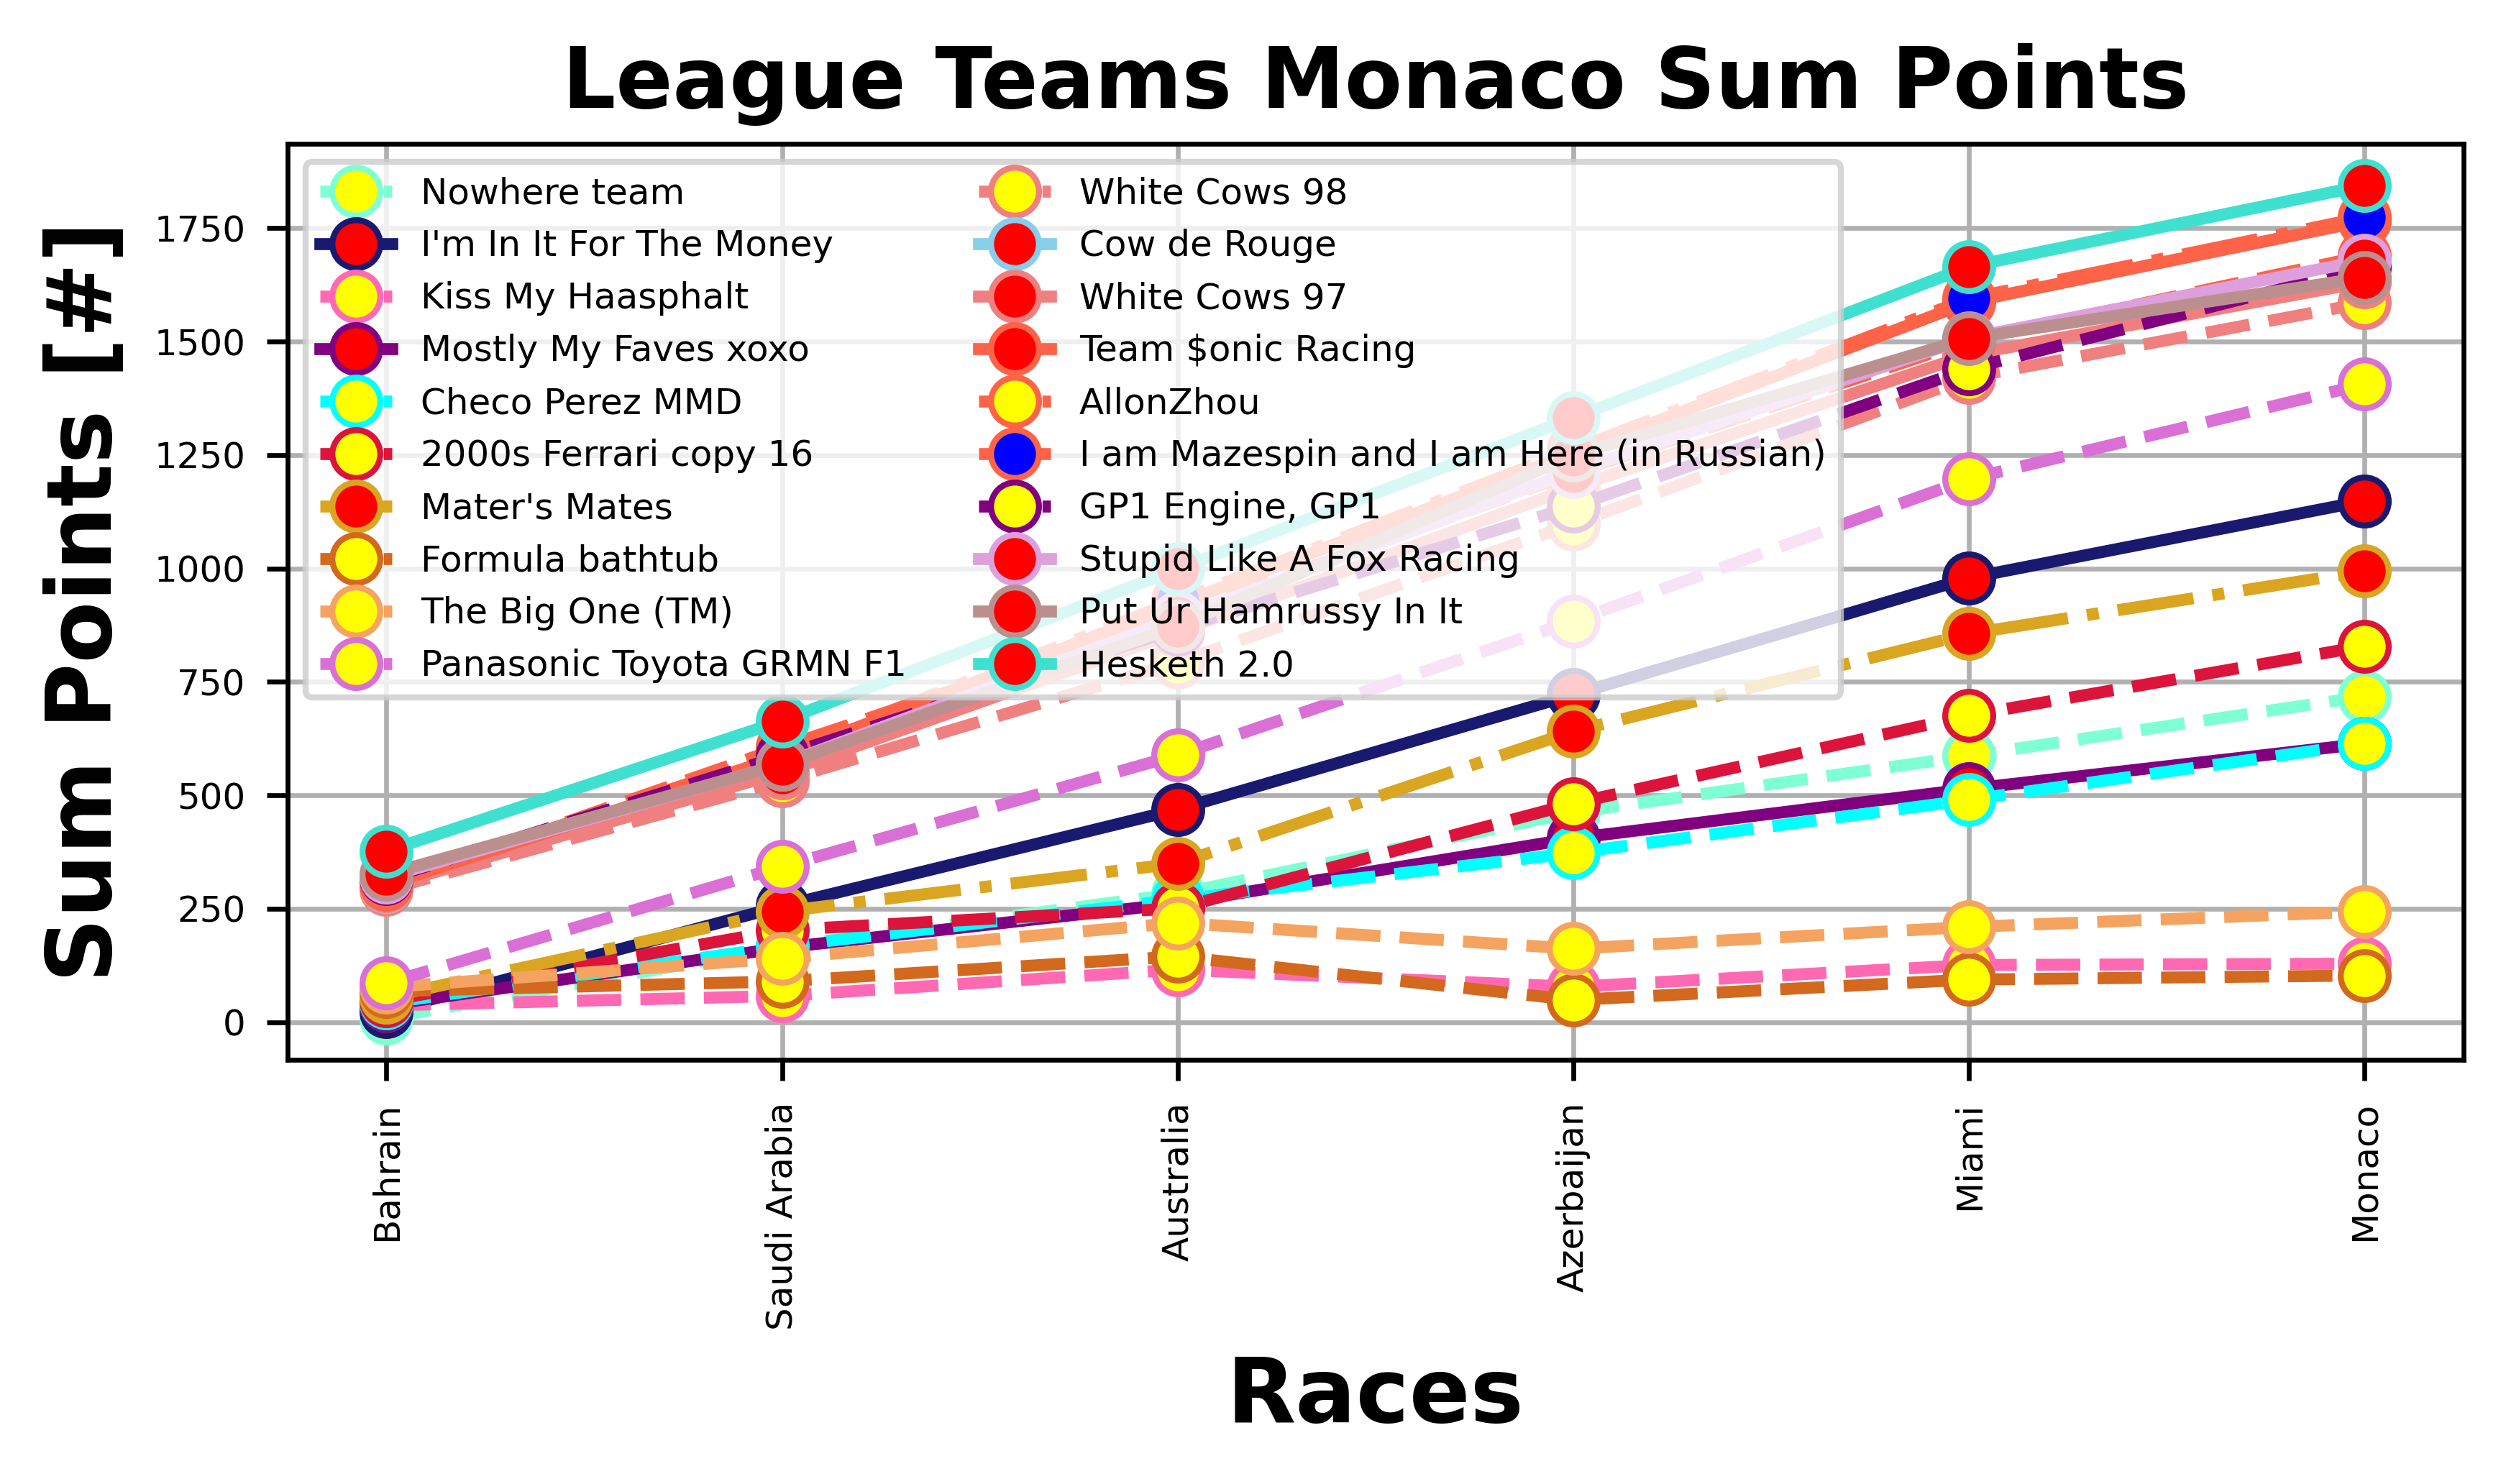 League Teams Monaco Sum Points
Sum Points [#]
1750
1500
1250
1000
750
500
250
0
Nowhere team
I'm In It For The Money
Kiss My Haasphalt
Mostly My Faves xoxo
Checo Perez MMD
2000s Ferrari copy 16
Mater's Mates
Formula bathtub
The Big One (TM)
Panasonic Toyota GRMN F1
White Cows 98
Cow de Rouge
White Cows 97
Team $onic Racing
AllonZhou
I am Mazespin and I am Here (in Russian)
GP1 Engine, GP1
Stupid Like A Fox Racing
Put Ur Hamrussy In It
Hesketh 2.0
Bahrain
Saudi Arabia
Australia
Azerbaijan
Miami
Monaco
Races